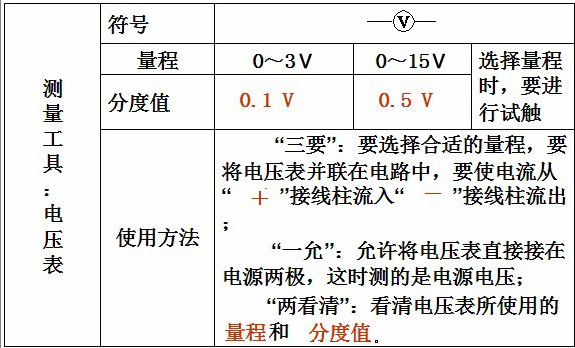 测量工具：电压表
符号 V
量程 0～3V 0～15V 选择量程时，要进行试触
分度值 0.1 V 0.5 V
使用方法
“三要”：要选择合适的量程，要
将电压表并联在电路中，要使电流从
“ + ”接线柱流入“ － ”接线柱流出
；
“一允”：允许将电压表直接接在
电源两极，这时测的是电源电压；
“两看清”：看清电压表所使用的
量程和 分度值．